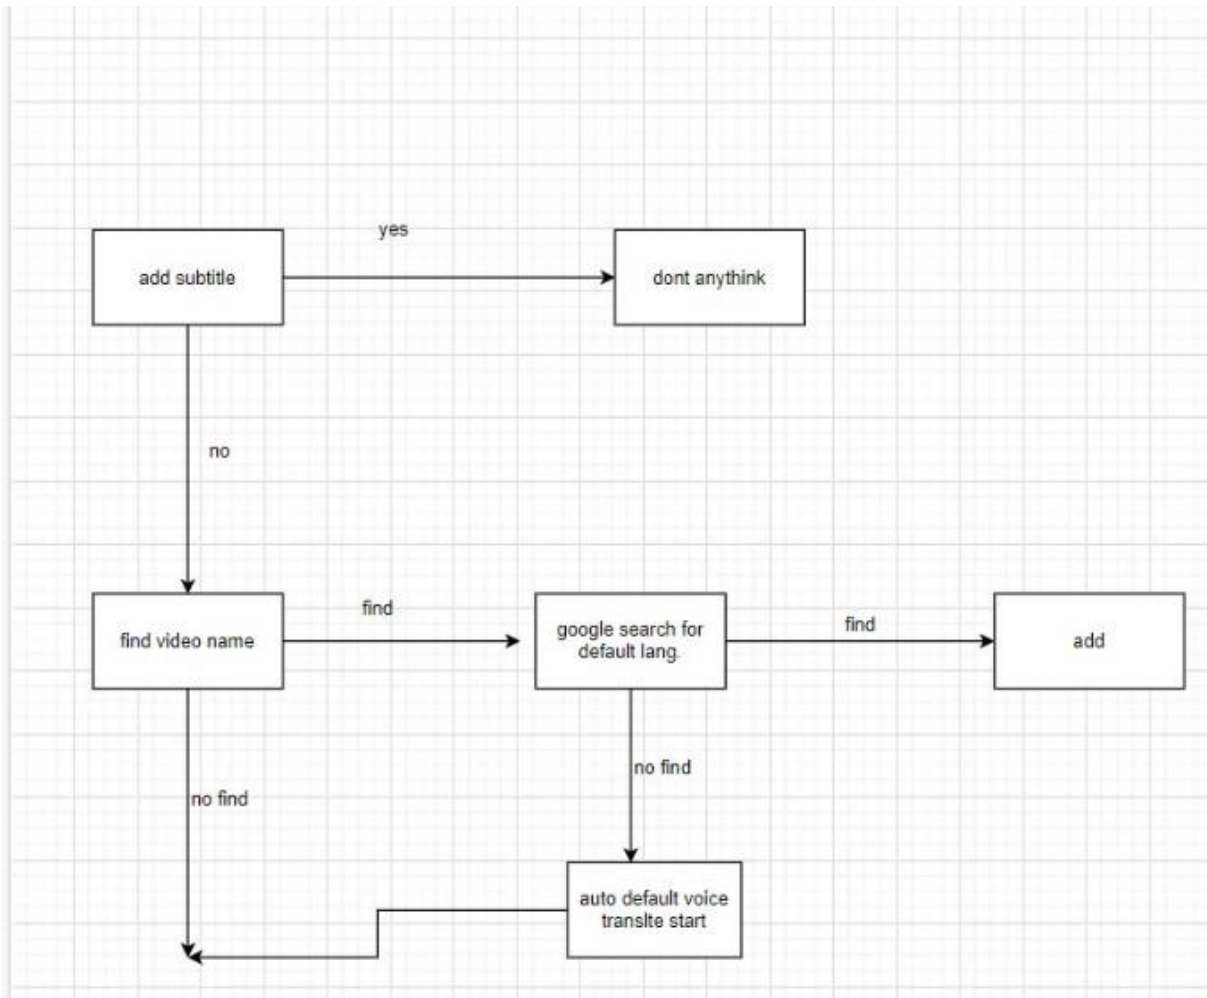 yes
add subtitle
dont anythink
no
find
find video name
google search for
default lang.
find
add
no find
no find
auto default voice
translte start